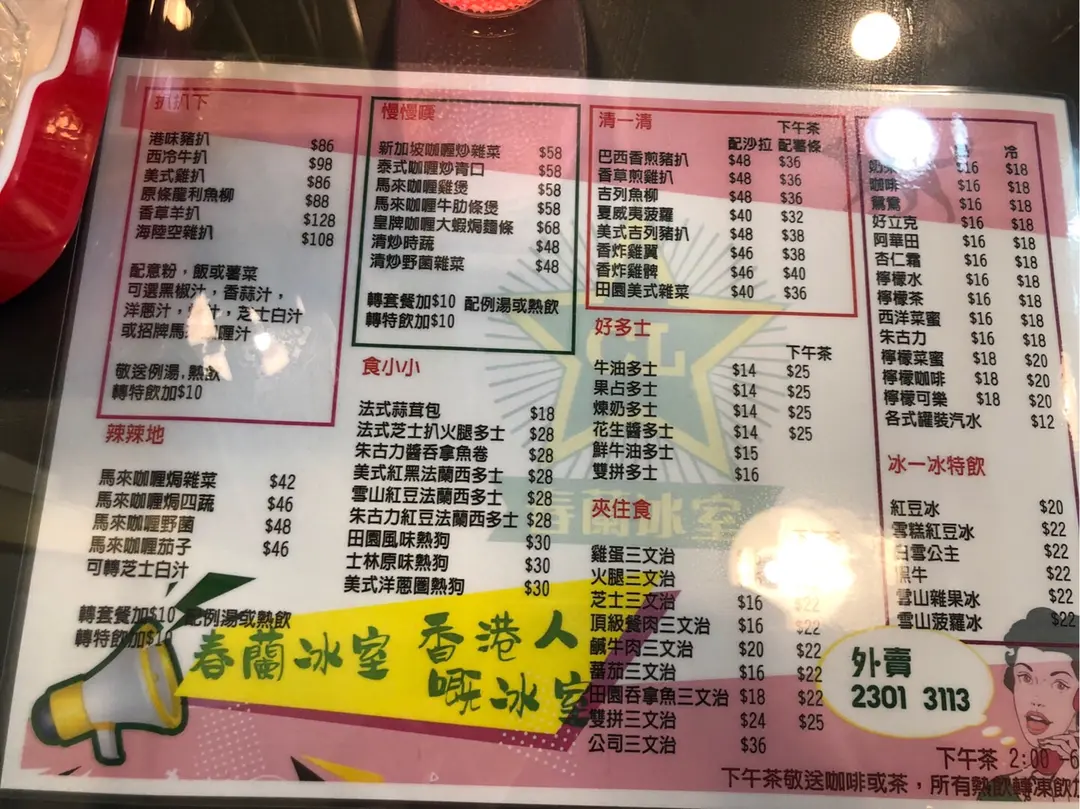 扒扒下
港味豬扒 $86
西冷牛扒 $98
美式雞扒 $86
原條龍利魚柳 $88
香草羊扒 $128
海陸空雜扒 $108
配意粉，飯或薯菜
可選黑椒汁，香蒜汁，
洋蔥汁，汁，芝士白汁
或招牌馬喱汁
敬送例湯，熱飲
轉特飲加$10
辣辣地
馬來咖喱焗雜菜 $42
馬來咖喱焗四蔬 $46
馬來咖喱野菌 $48
馬來咖喱茄子 $46
可轉芝士白汁
轉套餐加$10 配例湯或熱飲
轉特飲加$1
慢慢嘆
新加坡咖喱炒雜菜 $58
泰式咖喱炒青口 $58
馬來咖喱雞煲 $58
馬來咖喱牛肋條煲 $58
皇牌咖喱大蝦焗麵條 $68
清炒時蔬 $48
清炒野菌雜菜 $48
轉套餐加$10 配例湯或熱飲
轉特飲加$10
食小小
法式蒜茸包 $18
法式芝士扒火腿多士 $28
朱古力醬吞拿魚卷 $28
美式紅黑法蘭西多士 $28
雪山紅豆法蘭西多士 $28
朱古力紅豆法蘭西多士 $28
田園風味熱狗 $30
士林原味熱狗 $30
美式洋蔥圈熱狗 $30
清一清
下午茶
配沙拉 配薯條
巴西香煎豬扒 $48 $36
香草煎雞扒 $48 $36
吉列魚柳 $48 $36
夏威夷菠蘿 $40 $32
美式吉列豬扒 $48 $38
香炸雞翼 $46 $38
香炸雞髀 $46 $40
田園美式雜菜 $40 $36
好多士
下午茶
牛油多士 $14 $25
果占多士 $14 $25
煉奶多士 $14 $25
花生醬多士 $14 $25
鮮牛油多士 $15
雙拼多士 $16
春蘭冰室
夾住食
雞蛋三文治
火腿三文治
芝士三文治 $16 $22
頂級餐肉三文治 $16 $22
鹹牛肉三文治 $20 $22
蕃茄三文治 $16 $22
田園吞拿魚三文治 $18 $22
雙拼三文治 $24 $25
公司三文治 $36
冷
奶 $16 $18
咖啡 $16 $18
鴛鴦 $16 $18
好立克 $16 $18
阿華田 $16 $18
杏仁霜 $16 $18
檸檬水 $16 $18
檸檬茶 $16 $18
西洋菜蜜 $16 $18
朱古力 $16 $18
檸檬菜蜜 $18 $20
檸檬咖啡 $18 $20
檸檬可樂 $18 $20
各式罐裝汽水 $12
冰一冰特飲
紅豆冰 $20
雪糕紅豆冰 $22
白雪公主 $22
黑牛 $22
雪山雜果冰 $22
雪山菠蘿冰 $22
春蘭冰室 香港人
嘅冰室
外賣
2301 3113
下午茶 2:00-6
下午茶敬送咖啡或茶，所有熱飲轉凍飲加